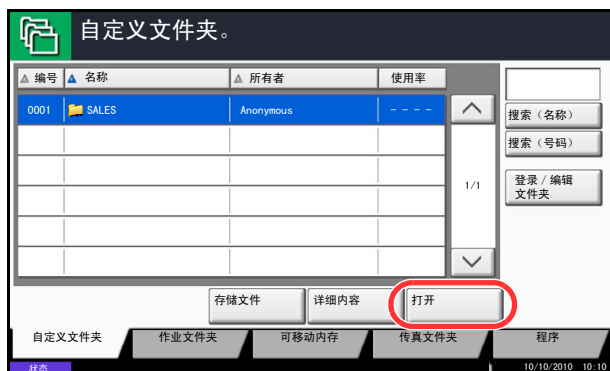 自定义文件夹。
编号 名称 所有者 使用率
0001 SALES Anonymous - - - -
搜索（名称）
搜索（号码）
1/1
登录 / 编辑
文件夹
存储文件 详细内容 打开
自定义文件夹 作业文件夹 可移动内存 传真文件夹 程序
状态 10/10/2010 10:10